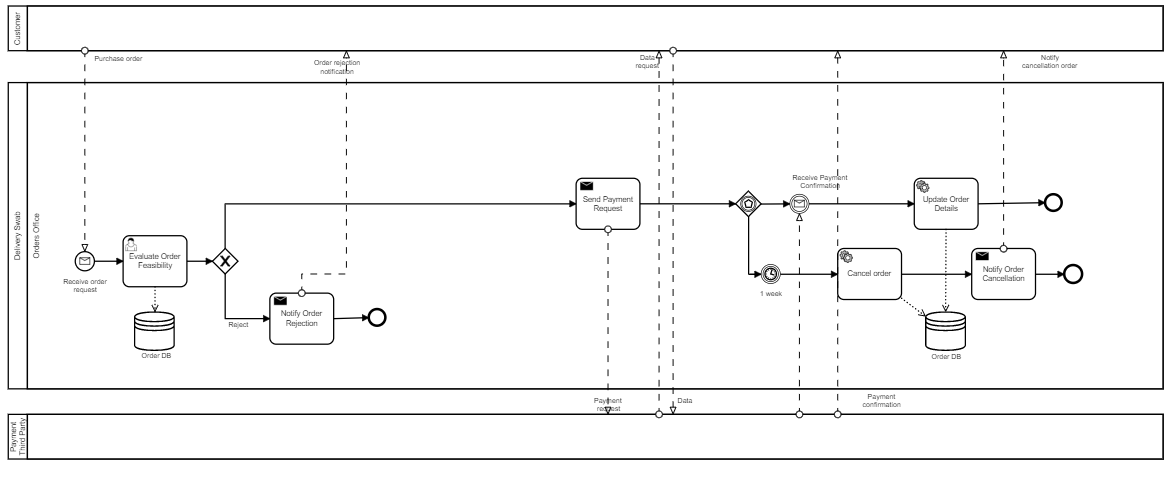 Customer
Purchase order
Order rejection
notification
Data
request
Notify
cancellation order
Delivery Swab
Orders Office
Receive order
request
Evaluate Order
Feasibility
Order DB
Reject
Notify Order
Rejection
Send Payment
Request
Receive Payment
Confirmation
1 week
Update Order
Details
Cancel order
Notify Order
Cancellation
Order DB
Payment
request
Data
Payment
confirmation
Payment
Third Party